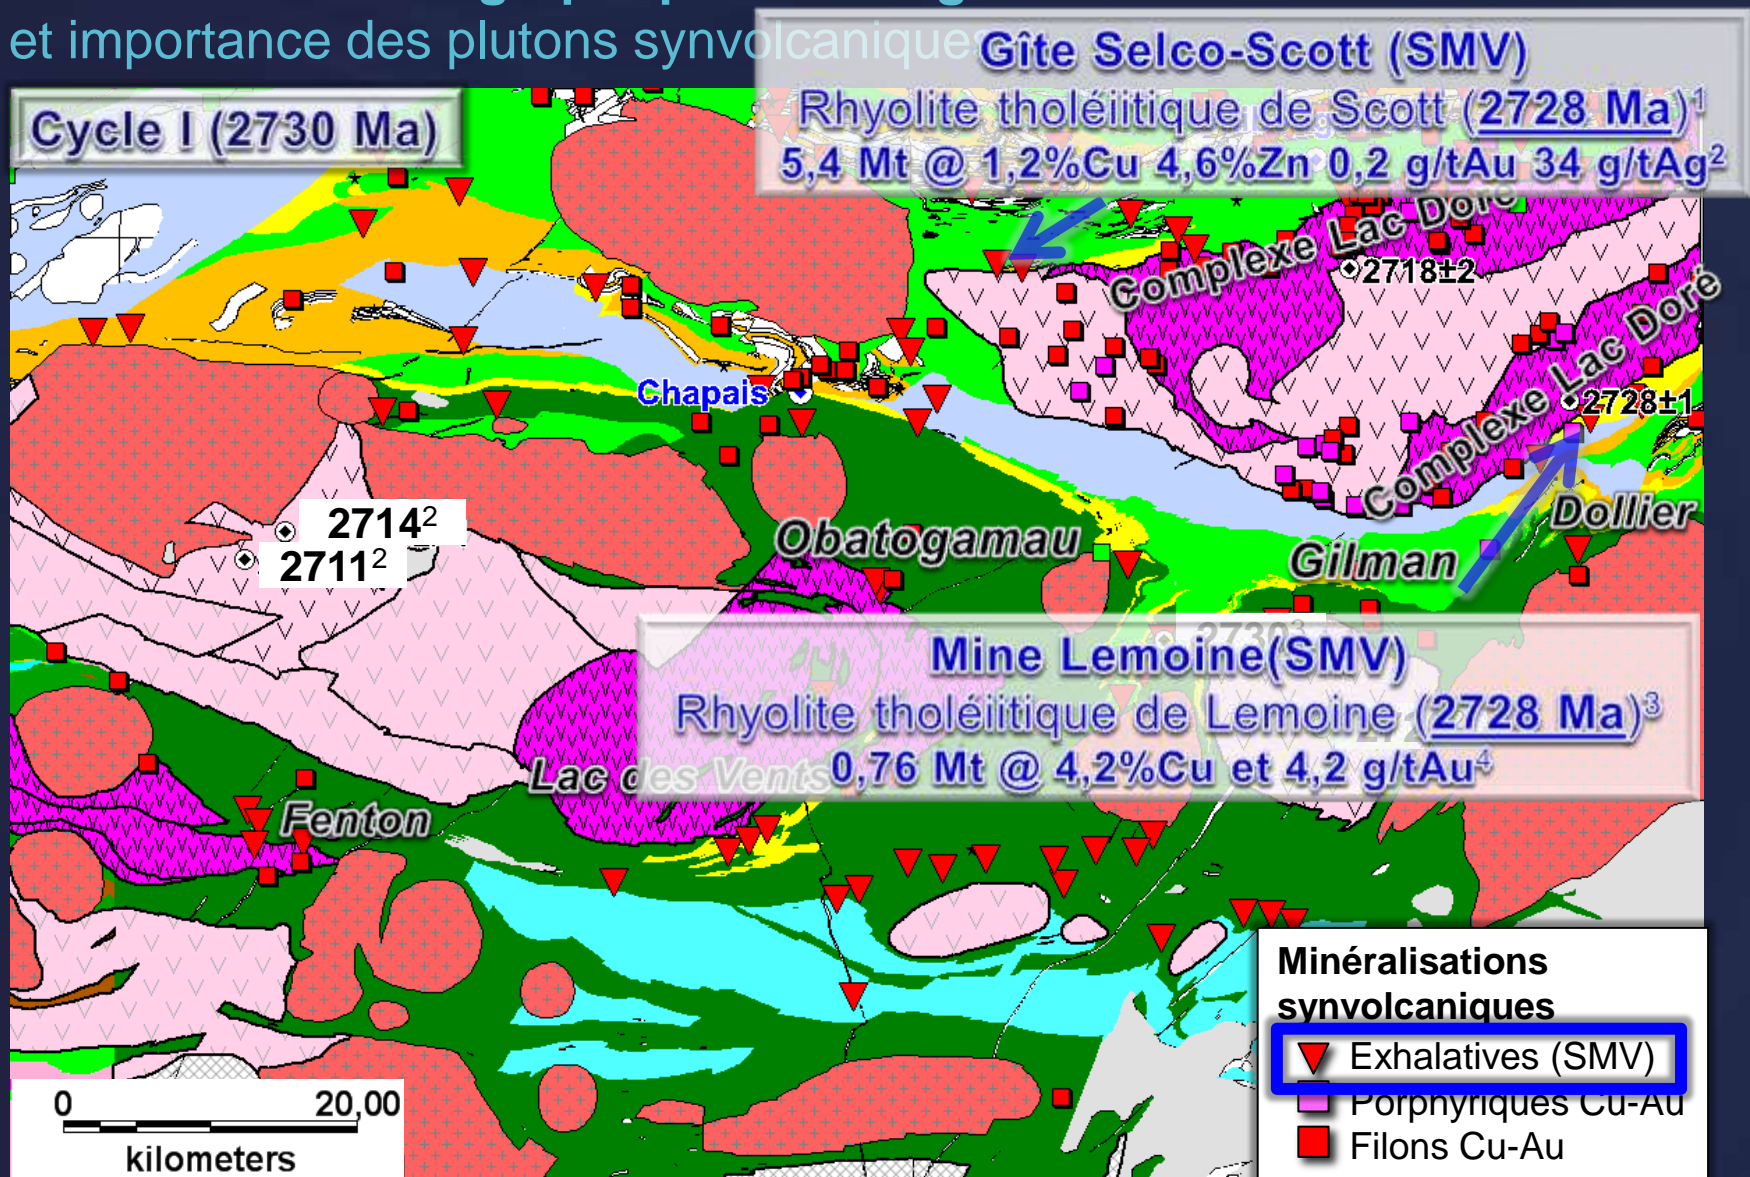 et importance des plutons synvolcaniques
Gîte Selco-Scott (SMV)
Rhyolite tholéiitique de Scott (2728 Ma)¹
5,4 Mt @ 1,2%Cu 4,6%Zn 0,2 g/tAu 34 g/tAg²
Cycle I (2730 Ma)
Complexe Lac Doré
2718±2
Complexe Lac Doré
Chapais
2728±1
2714²
2711²
Obatogamau
Gilman
Dollier
2730³
Mine Lemoine(SMV)
Rhyolite tholéiitique de Lemoine (2728 Ma)³
0,76 Mt @ 4,2%Cu et 4,2 g/tAu⁴
Lac des Vents
Fenton
Minéralisations
synvolcaniques
Exhalatives (SMV)
Porphyriques Cu-Au
Filons Cu-Au
0 20,00
kilometers